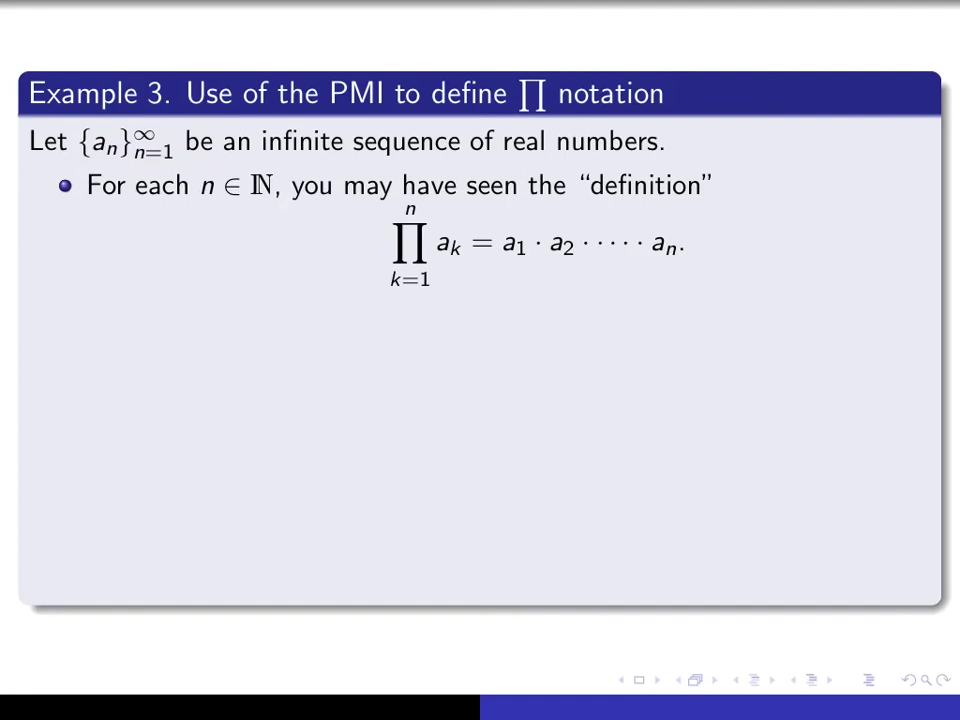 Example 3. Use of the PMI to define ∏ notation
Let {aₙ}∞ₙ₌₁ be an infinite sequence of real numbers.
For each n ∈ ℕ, you may have seen the “definition”
n
∏ aₖ = a₁ · a₂ · · · · · aₙ.
k=1